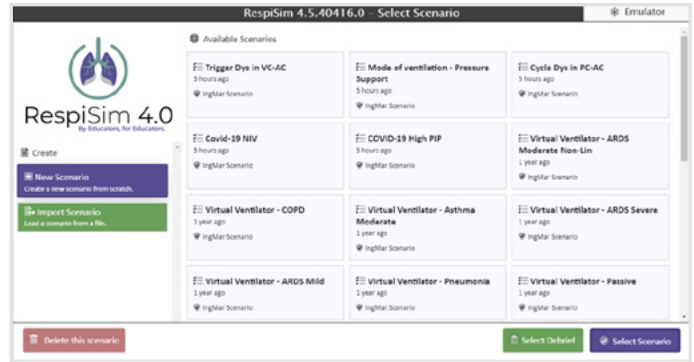 RespiSim 4.5.40416.0 – Select Scenario
Emulator
RespiSim 4.0
By Educators, for Educators.
Create
New Scenario
Create a new scenario from scratch.
Import Scenario
Load a scenario from a file.
Available Scenarios
Trigger Dys in VC-AC
5 hours ago
IngMar Scenario
Mode of ventilation - Pressure
Support
5 hours ago
IngMar Scenario
Cycle Dys in PC-AC
5 hours ago
IngMar Scenario
Covid-19 NIV
5 hours ago
IngMar Scenario
COVID-19 High PIP
5 hours ago
IngMar Scenario
Virtual Ventilator - ARDS
Moderate Non-Lin
1 year ago
IngMar Scenario
Virtual Ventilator - COPD
1 year ago
IngMar Scenario
Virtual Ventilator - Asthma
Moderate
1 year ago
IngMar Scenario
Virtual Ventilator - ARDS Severe
1 year ago
IngMar Scenario
Virtual Ventilator - ARDS Mild
1 year ago
IngMar Scenario
Virtual Ventilator - Pneumonia
1 year ago
IngMar Scenario
Virtual Ventilator - Passive
1 year ago
IngMar Scenario
Delete this scenario
Select Debrief
Select Scenario